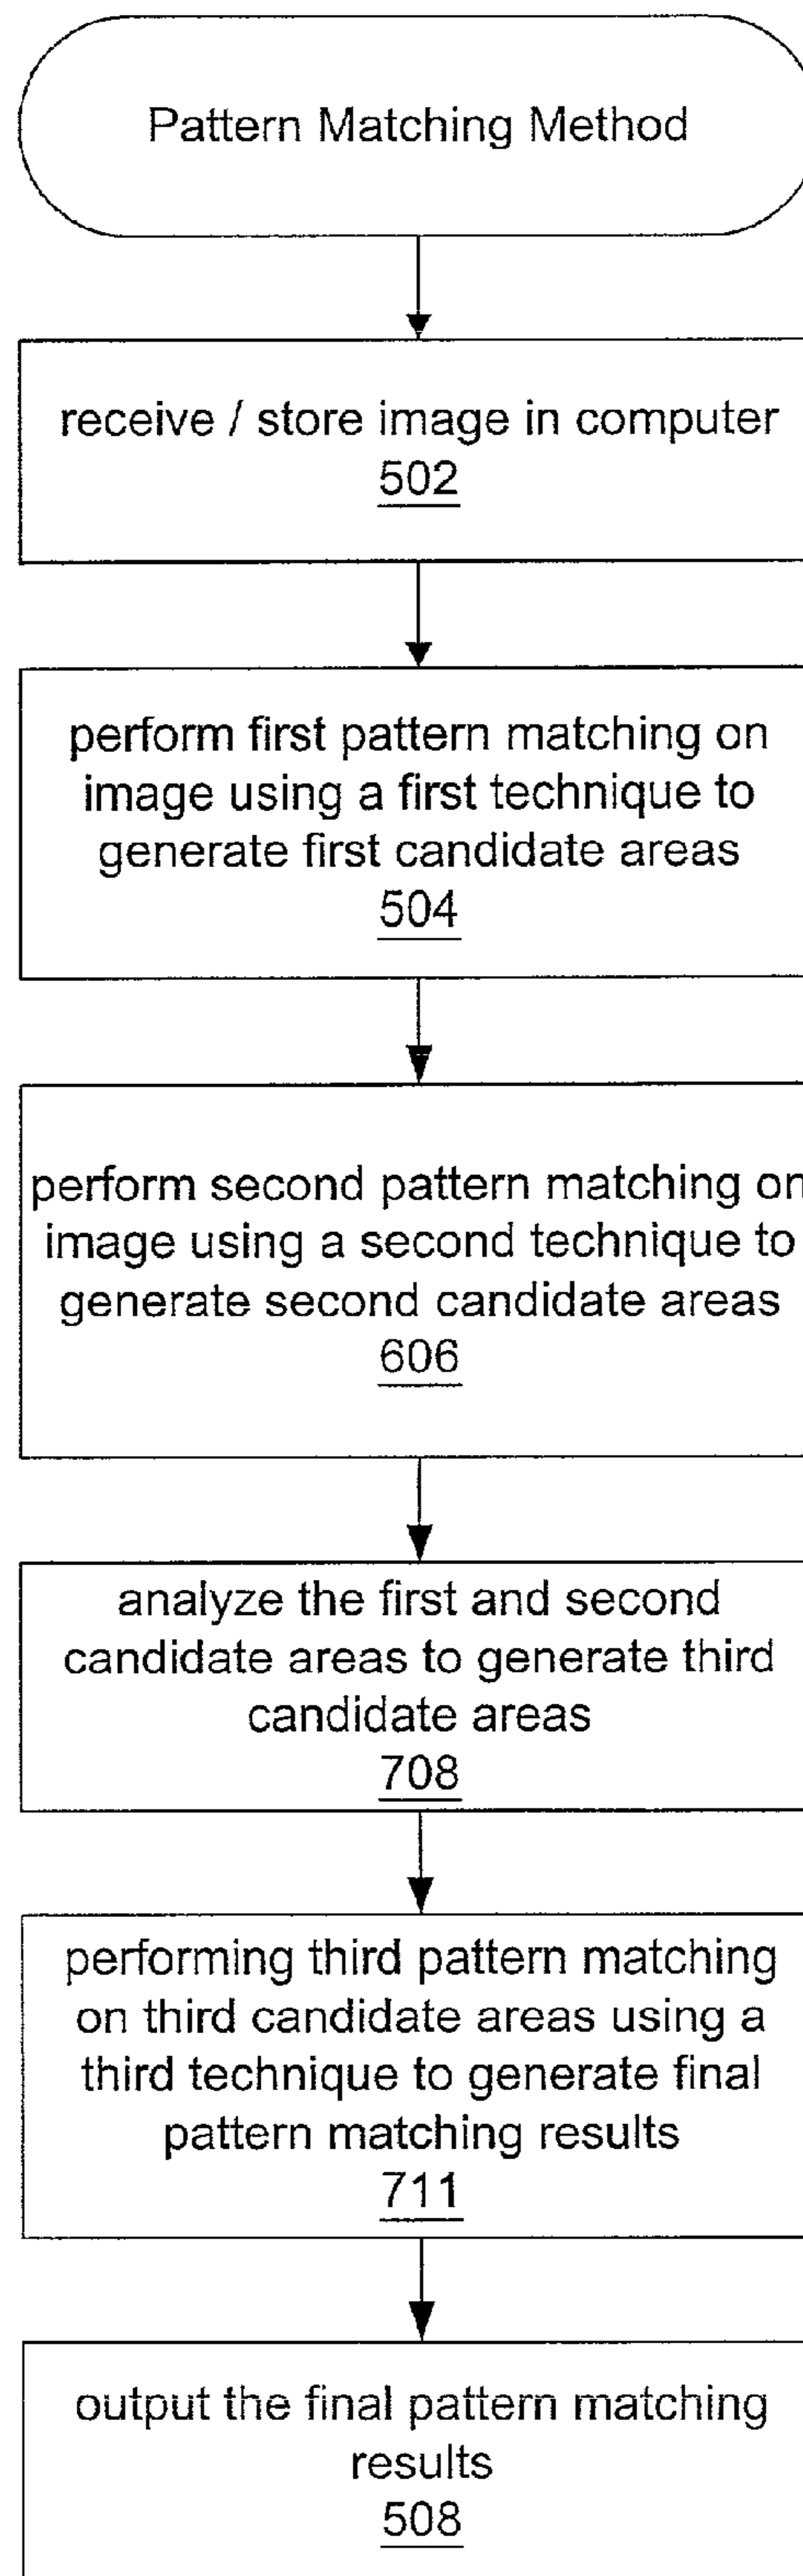 Pattern Matching Method
receive / store image in computer
502
perform first pattern matching on
image using a first technique to
generate first candidate areas
504
perform second pattern matching on
image using a second technique to
generate second candidate areas
606
analyze the first and second
candidate areas to generate third
candidate areas
708
performing third pattern matching
on third candidate areas using a
third technique to generate final
pattern matching results
711
output the final pattern matching
results
508